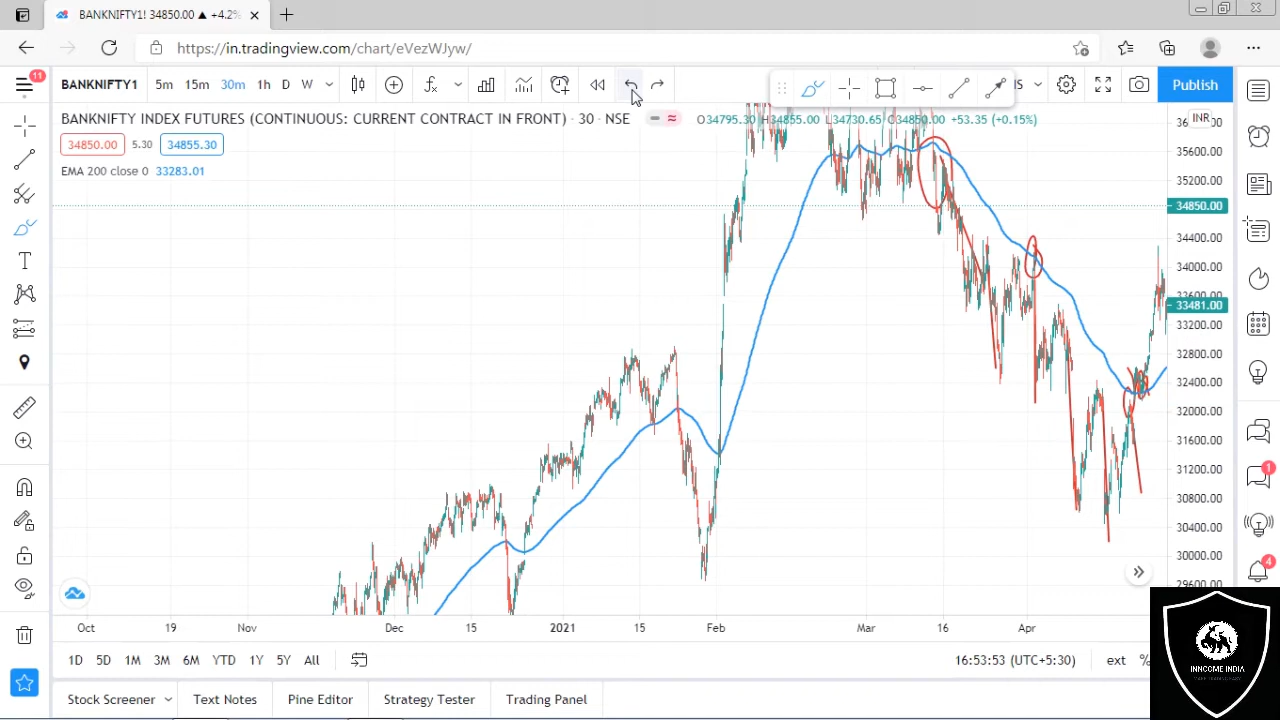 BANKNIFTY1! 34850.00 ▲ +4.2%
https://in.tradingview.com/chart/eVezWJyw/
11
BANKNIFTY1 5m 15m 30m 1h D W
Publish
BANKNIFTY INDEX FUTURES (CONTINUOUS: CURRENT CONTRACT IN FRONT) · 30 · NSE
O34795.30 H34855.00 L34730.65 C34850.00 +53.35 (+0.15%)
INR
34850.00 5.30 34855.30
EMA 200 close 0 33283.01
35600.00
35200.00
34850.00
34400.00
34000.00
33481.00
33200.00
32800.00
32400.00
32000.00
31600.00
31200.00
30800.00
30400.00
30000.00
29600.00
1
4
Oct 19 Nov Dec 15 2021 15 Feb Mar 16 Apr
1D 5D 1M 3M 6M YTD 1Y 5Y All
16:53:53 (UTC+5:30) ext %
Stock Screener Text Notes Pine Editor Strategy Tester Trading Panel
INNCOME INDIA